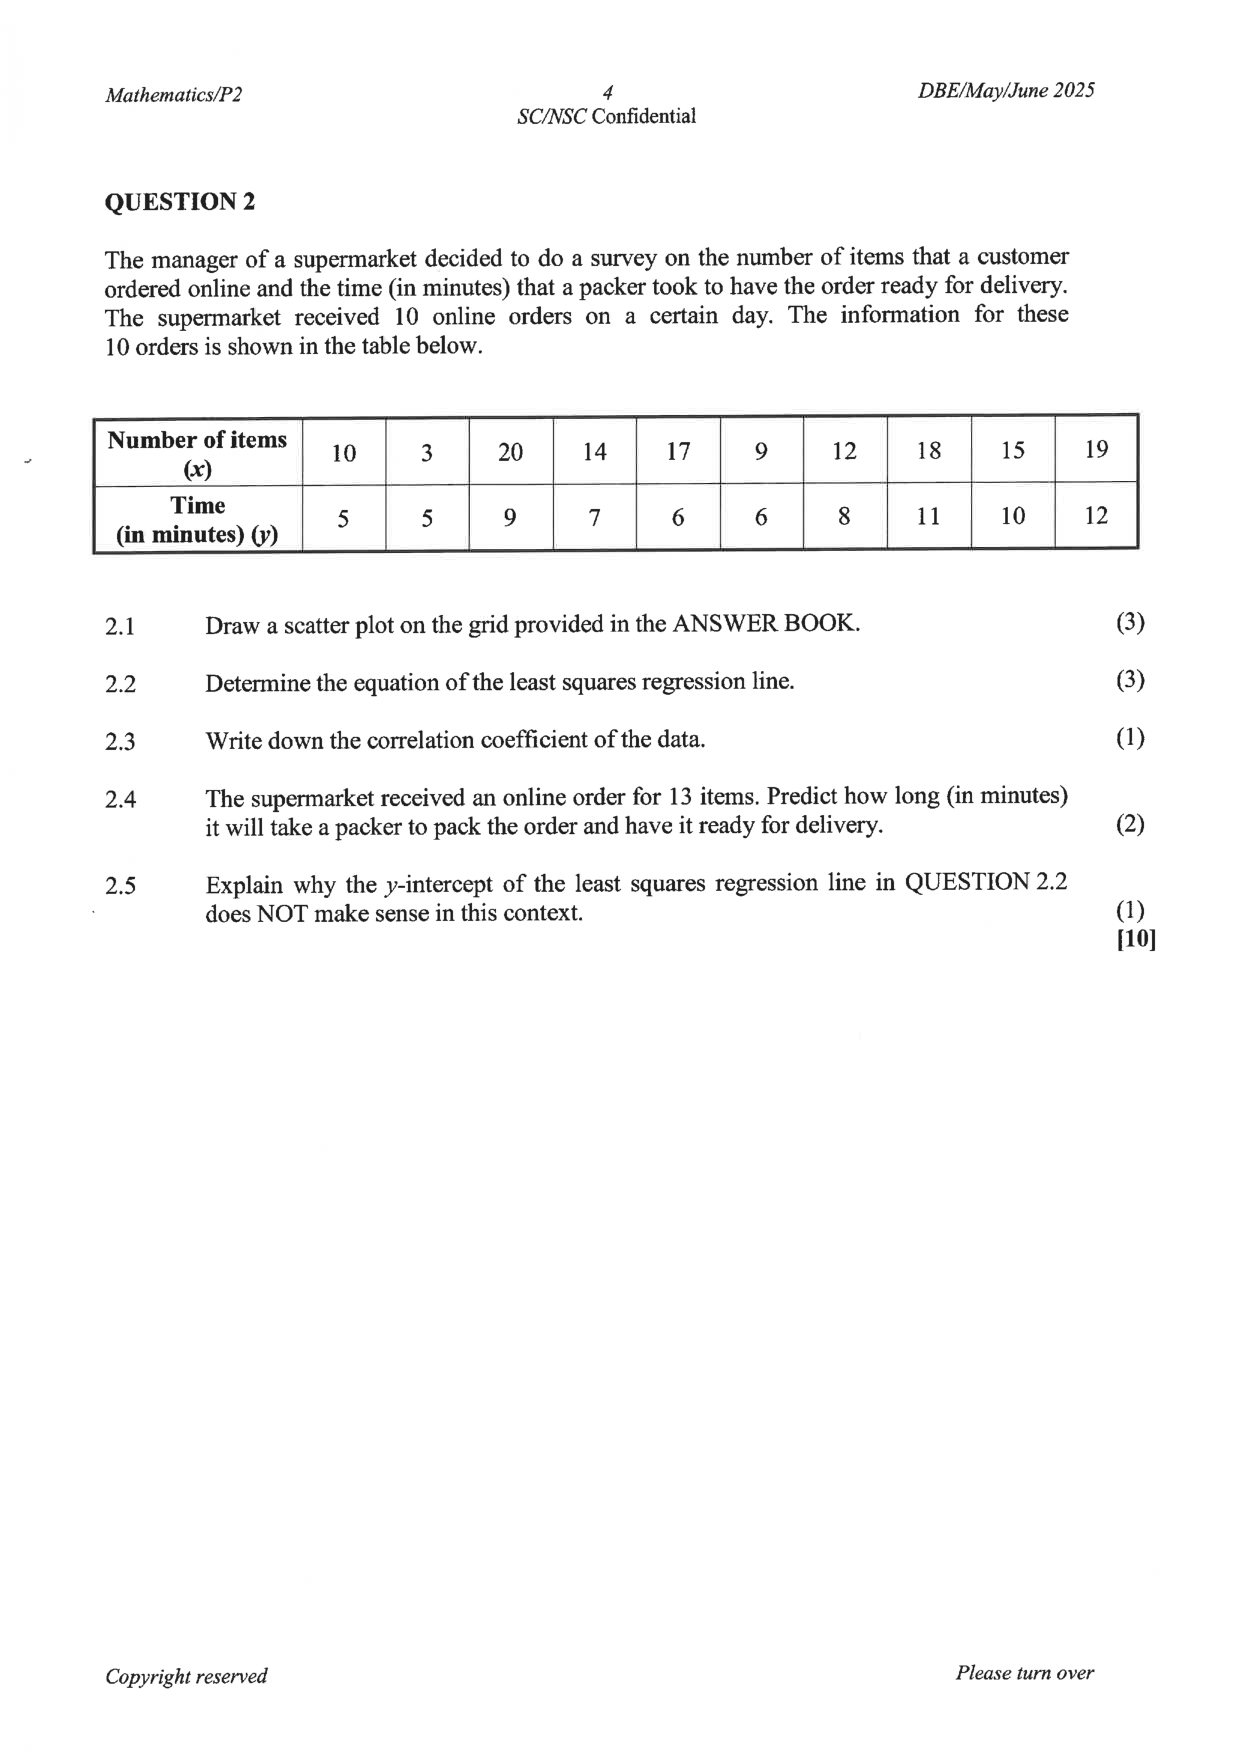 Mathematics/P2
4
DBE/May/June 2025
SC/NSC Confidential
QUESTION 2
The manager of a supermarket decided to do a survey on the number of items that a customer
ordered online and the time (in minutes) that a packer took to have the order ready for delivery.
The supermarket received 10 online orders on a certain day. The information for these
10 orders is shown in the table below.
Number of items (x) 10 3 20 14 17 9 12 18 15 19
Time (in minutes) (y) 5 5 9 7 6 6 8 11 10 12
2.1 Draw a scatter plot on the grid provided in the ANSWER BOOK. (3)
2.2 Determine the equation of the least squares regression line. (3)
2.3 Write down the correlation coefficient of the data. (1)
2.4 The supermarket received an online order for 13 items. Predict how long (in minutes)
it will take a packer to pack the order and have it ready for delivery. (2)
2.5 Explain why the y-intercept of the least squares regression line in QUESTION 2.2
does NOT make sense in this context. (1)
[10]
Copyright reserved
Please turn over